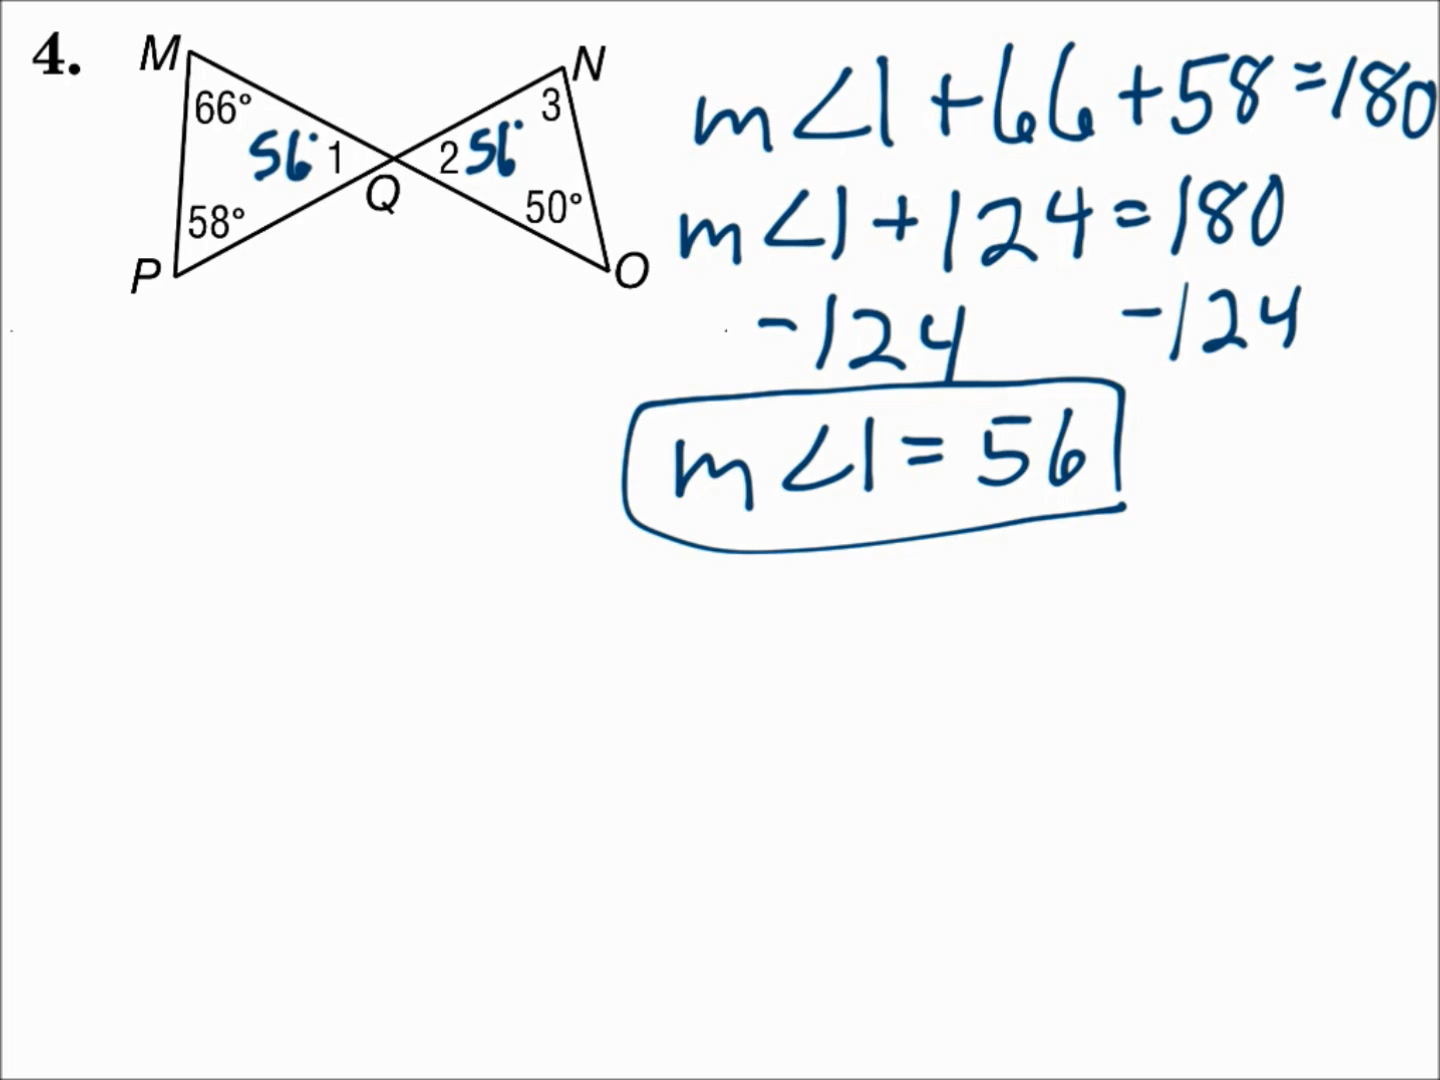 4.
M
N
66°
3
56° 1
2 56°
Q
58°
50°
P
O
m∠1 + 66 + 58 = 180
m∠1 + 124 = 180
-124 -124
m∠1 = 56